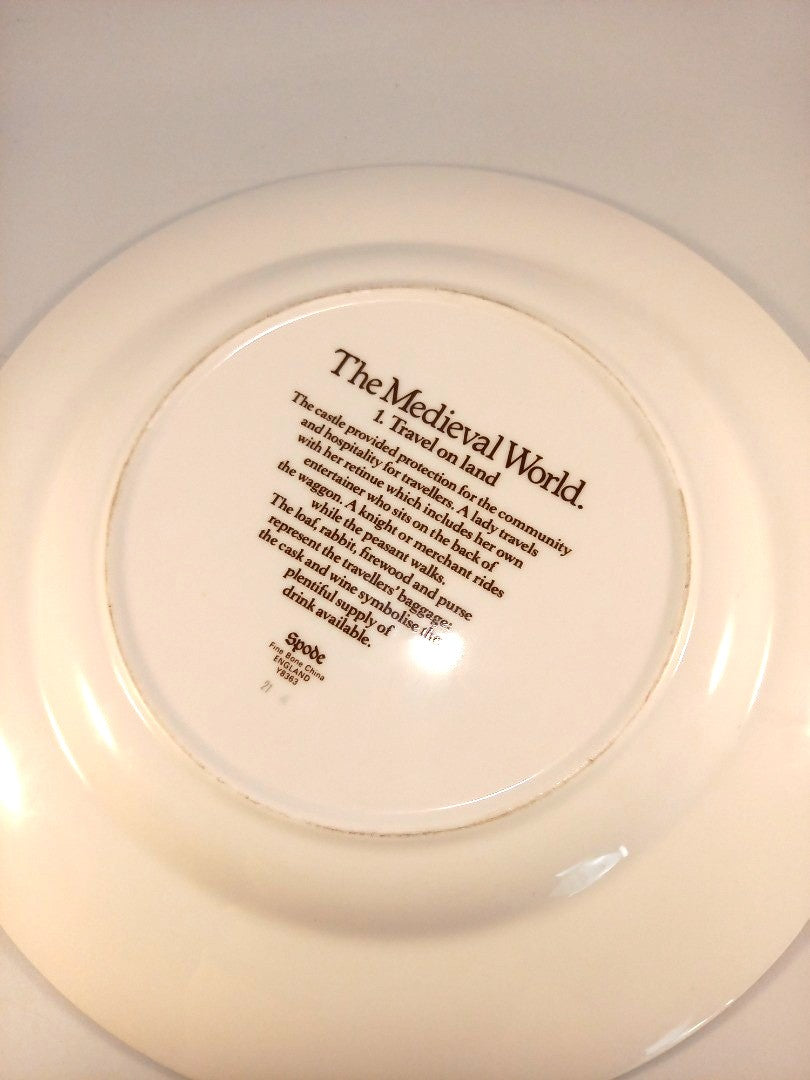 The Medieval World.
1. Travel on land
The castle provided protection for the community
and hospitality for travellers. A lady travels
with her retinue which includes her own
entertainer who sits on the back of
the waggon. A knight or merchant rides
while the peasant walks.
The loaf, rabbit, firewood and purse
represent the travellers' baggage:
the cask and wine symbolise the
plentiful supply of
drink available.
Spode
Fine Bone China
ENGLAND
Y8363
21